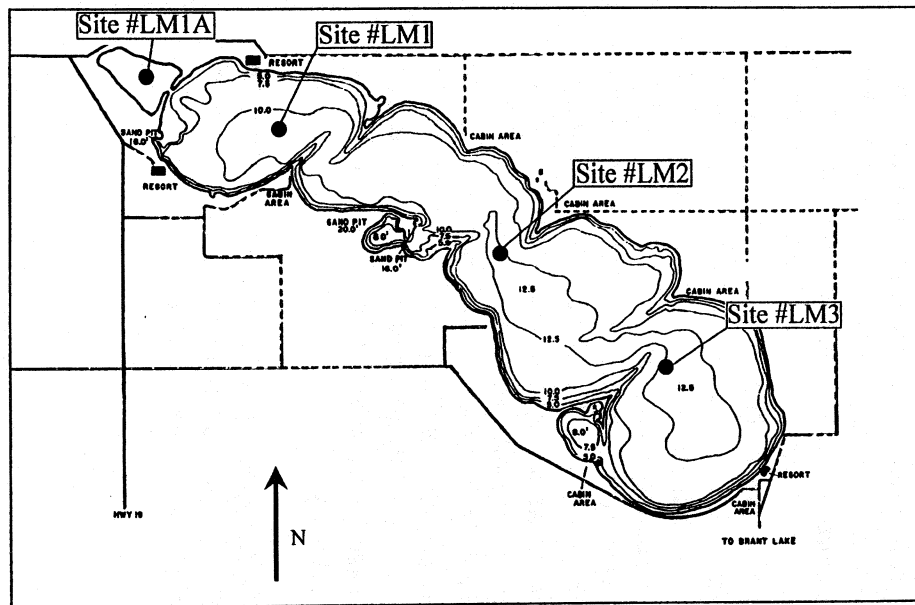 Site #LM1A
Site #LM1
RESORT
5.0
7.5
10.0
SAND PIT
16.0'
RESORT
CABIN AREA
CABIN
AREA
Site #LM2
SAND PIT
20.0'
5.0'
SAND PIT
16.0'
10.0
7.5
5.0
CABIN AREA
12.5
CABIN AREA
Site #LM3
12.5
12.5
10.0
7.5
5.0
5.0'
7.5
5.0
CABIN
AREA
RESORT
CABIN
AREA
HWY 19
N
TO BRANT LAKE